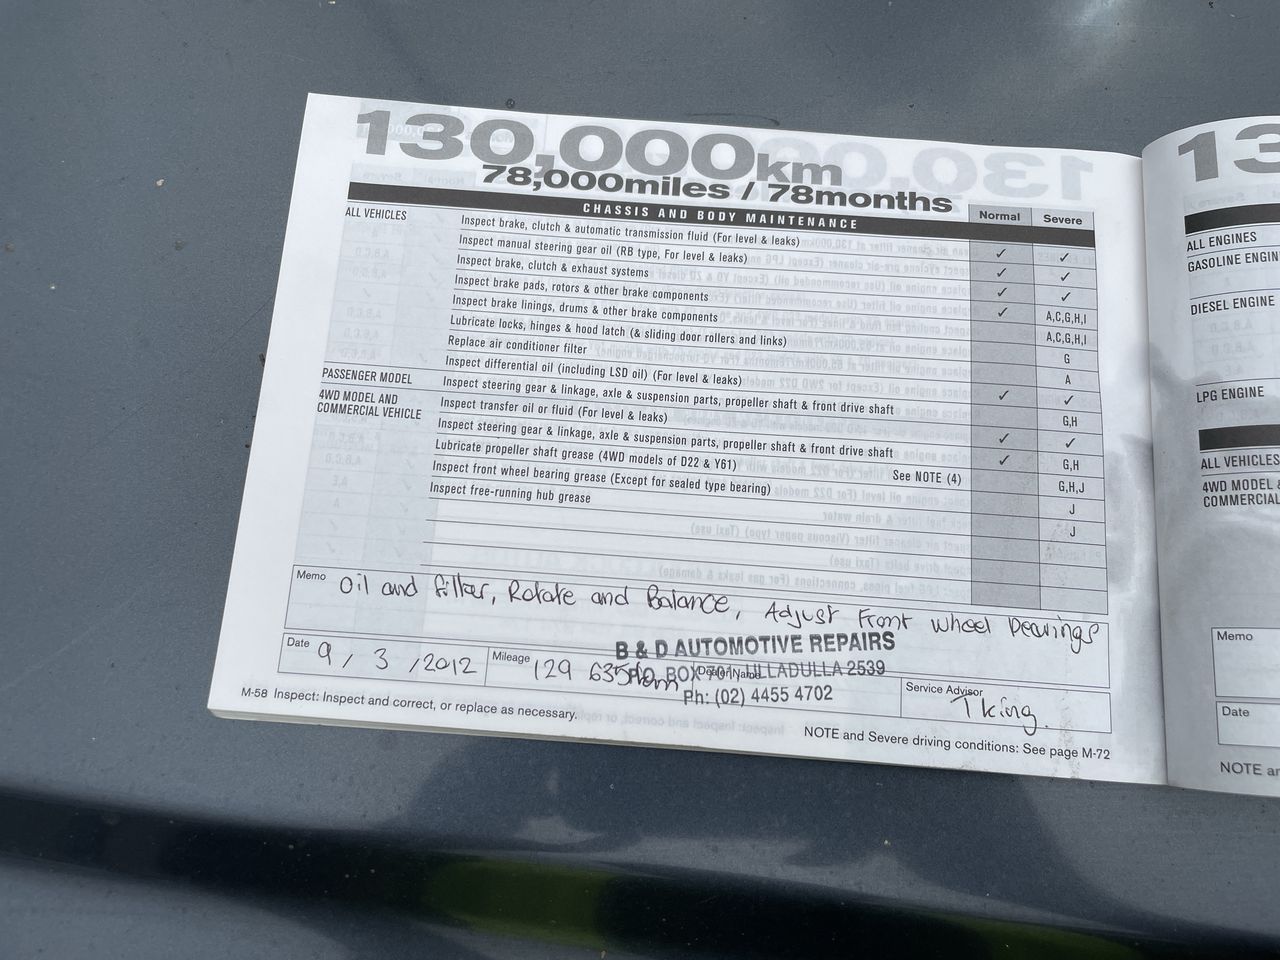 130,000km
78,000miles / 78months
CHASSIS AND BODY MAINTENANCE
Normal
Severe
ALL VEHICLES
Inspect brake, clutch & automatic transmission fluid (For level & leaks)
✓ ✓
Inspect manual steering gear oil (RB type, For level & leaks)
✓ ✓
Inspect brake, clutch & exhaust systems
✓ ✓
Inspect brake pads, rotors & other brake components
✓ A,C,G,H,I
Inspect brake linings, drums & other brake components
A,C,G,H,I
Lubricate locks, hinges & hood latch (& sliding door rollers and links)
G
Replace air conditioner filter
A
Inspect differential oil (including LSD oil) (For level & leaks)
✓ ✓
PASSENGER MODEL
Inspect steering gear & linkage, axle & suspension parts, propeller shaft & front drive shaft
G,H
4WD MODEL AND
COMMERCIAL VEHICLE
Inspect transfer oil or fluid (For level & leaks)
✓ ✓
Inspect steering gear & linkage, axle & suspension parts, propeller shaft & front drive shaft
✓ G,H
Lubricate propeller shaft grease (4WD models of D22 & Y61)
See NOTE (4)
G,H,J
Inspect front wheel bearing grease (Except for sealed type bearing)
J
Inspect free-running hub grease
J
Memo
Oil and filter, Rotate and Balance, Adjust Front Wheel Bearings
B & D AUTOMOTIVE REPAIRS
P.O. BOX 701 ULLADULLA 2539
Ph: (02) 4455 4702
Date 9 / 3 / 2012
Mileage 129 635
Dealer Name
Service Advisor
T King.
M-58 Inspect: Inspect and correct, or replace as necessary.
NOTE and Severe driving conditions: See page M-72
13
ALL ENGINES
GASOLINE ENGIN
DIESEL ENGINE
LPG ENGINE
ALL VEHICLES
4WD MODEL
COMMERCIAL
Memo
Date
NOTE